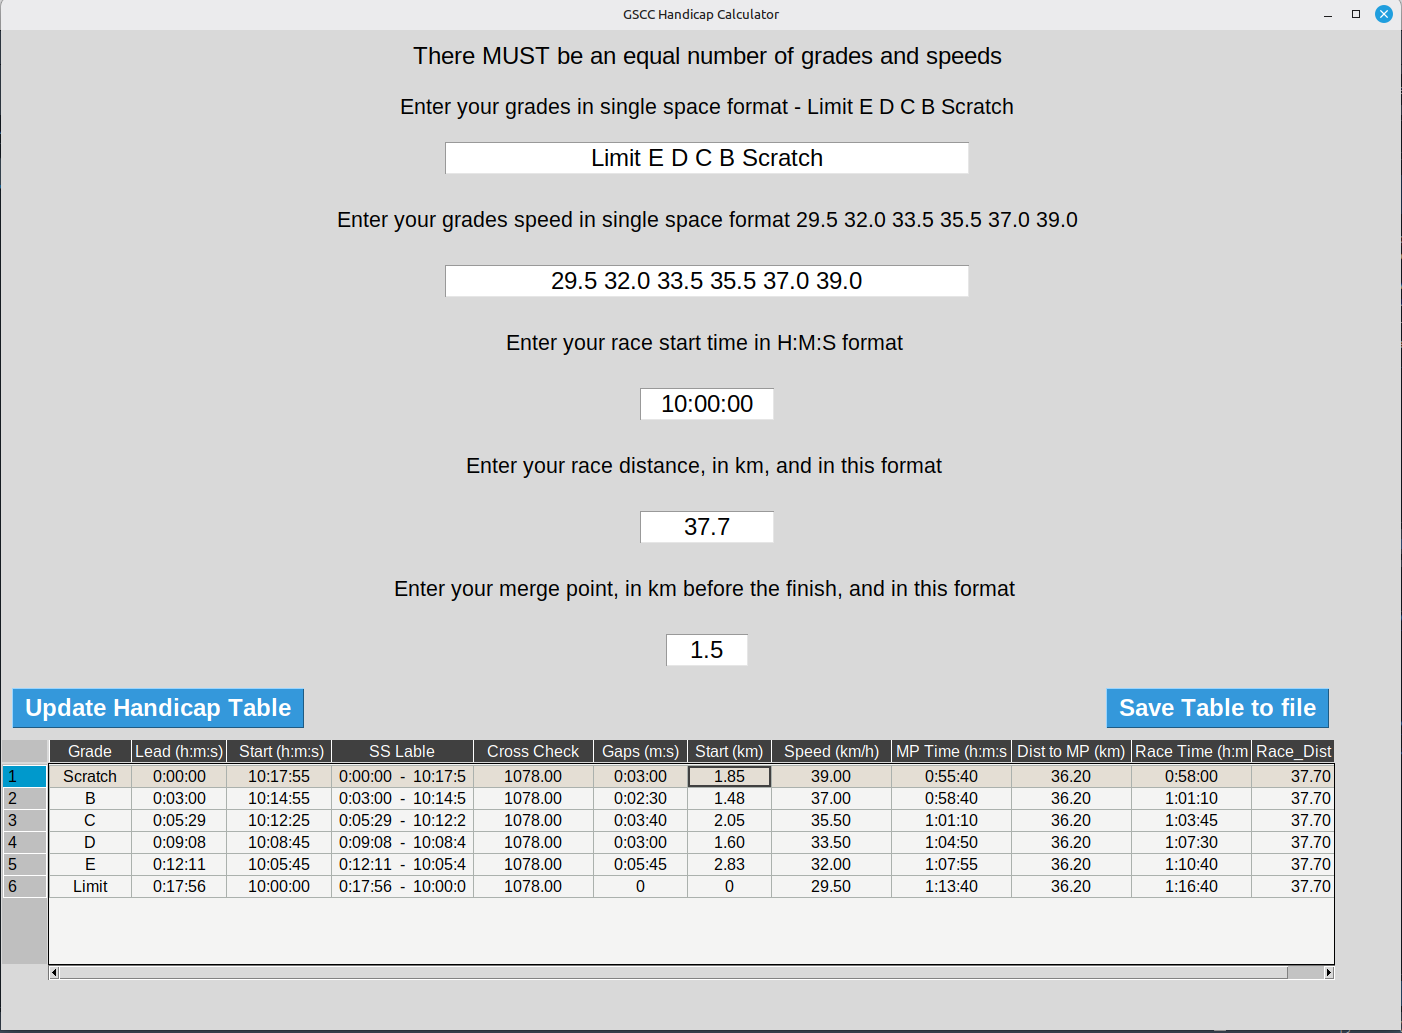 GSCC Handicap Calculator
There MUST be an equal number of grades and speeds
Enter your grades in single space format - Limit E D C B Scratch
Limit E D C B Scratch
Enter your grades speed in single space format 29.5 32.0 33.5 35.5 37.0 39.0
29.5 32.0 33.5 35.5 37.0 39.0
Enter your race start time in H:M:S format
10:00:00
Enter your race distance, in km, and in this format
37.7
Enter your merge point, in km before the finish, and in this format
1.5
Update Handicap Table Save Table to file
Grade Lead (h:m:s) Start (h:m:s) SS Lable Cross Check Gaps (m:s) Start (km) Speed (km/h) MP Time (h:m:s Dist to MP (km) Race Time (h:m Race_Dist
1 Scratch 0:00:00 10:17:55 0:00:00 - 10:17:5 1078.00 0:03:00 1.85 39.00 0:55:40 36.20 0:58:00 37.70
2 B 0:03:00 10:14:55 0:03:00 - 10:14:5 1078.00 0:02:30 1.48 37.00 0:58:40 36.20 1:01:10 37.70
3 C 0:05:29 10:12:25 0:05:29 - 10:12:2 1078.00 0:03:40 2.05 35.50 1:01:10 36.20 1:03:45 37.70
4 D 0:09:08 10:08:45 0:09:08 - 10:08:4 1078.00 0:03:00 1.60 33.50 1:04:50 36.20 1:07:30 37.70
5 E 0:12:11 10:05:45 0:12:11 - 10:05:4 1078.00 0:05:45 2.83 32.00 1:07:55 36.20 1:10:40 37.70
6 Limit 0:17:56 10:00:00 0:17:56 - 10:00:0 1078.00 0 0 29.50 1:13:40 36.20 1:16:40 37.70